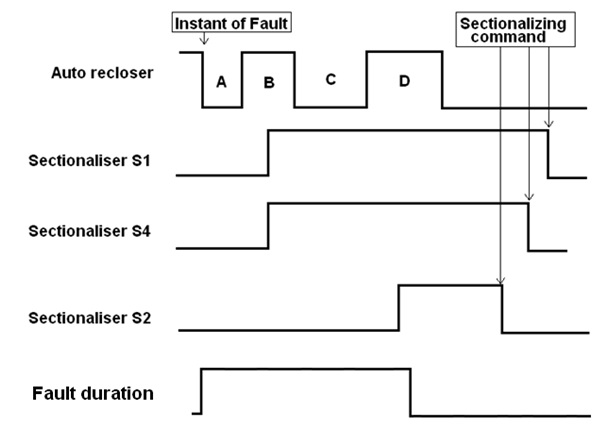 Instant of Fault
Sectionalizing
command
Auto recloser
A
B
C
D
Sectionaliser S1
Sectionaliser S4
Sectionaliser S2
Fault duration